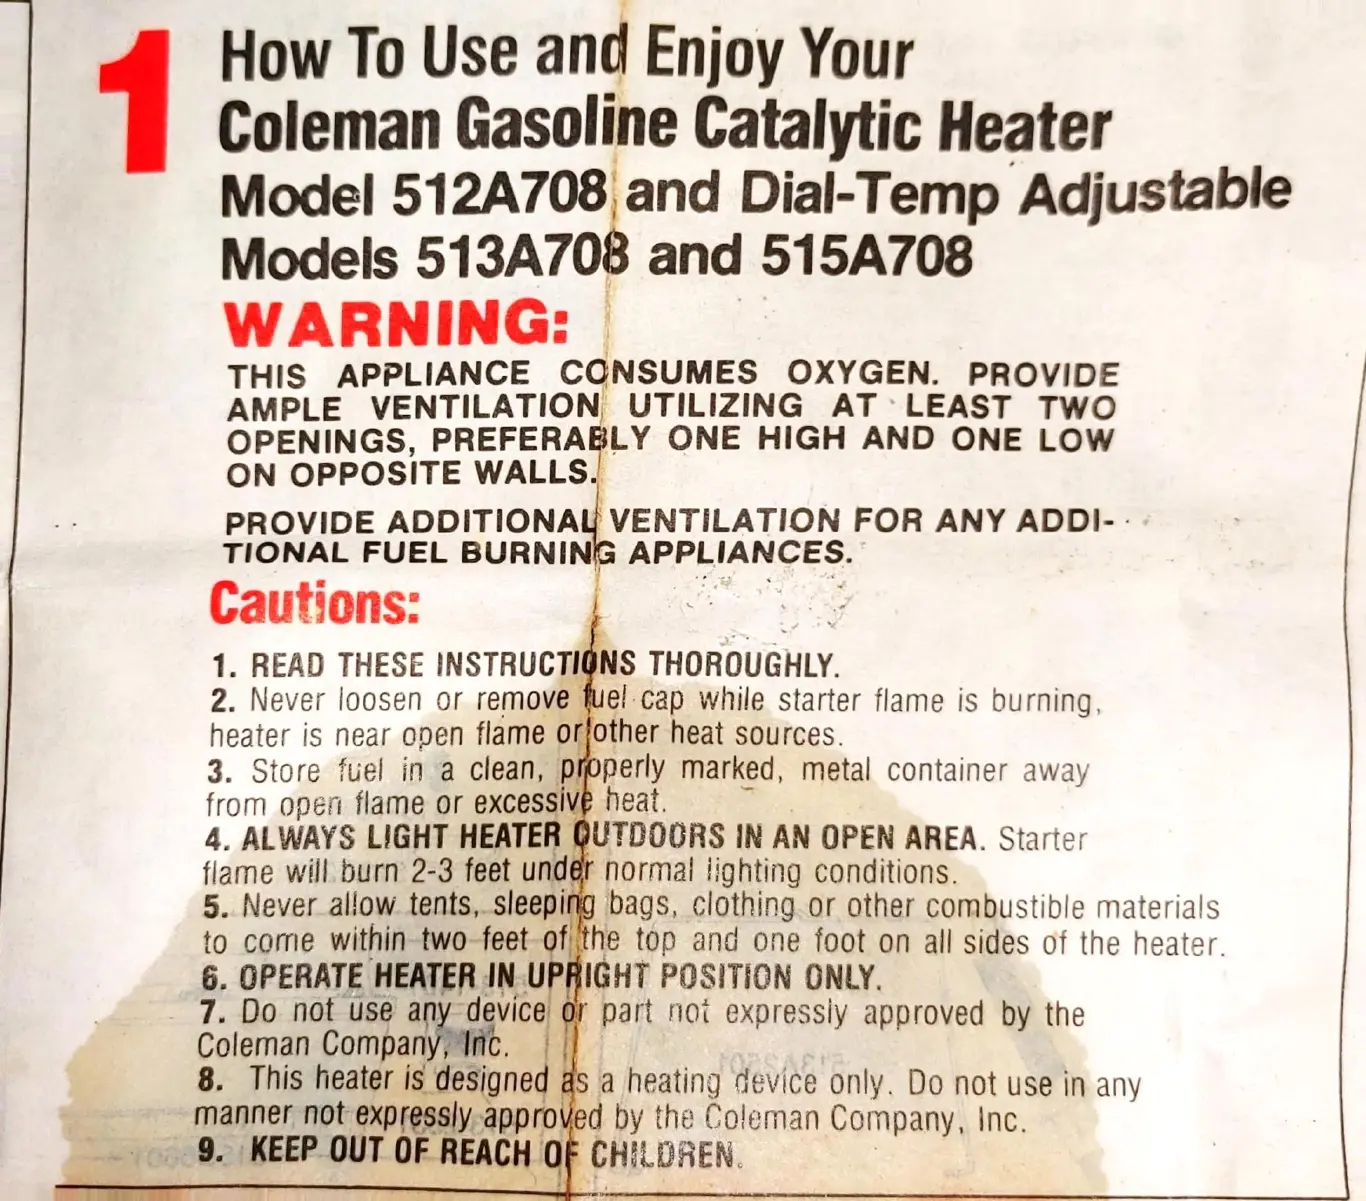 1
How To Use and Enjoy Your
Coleman Gasoline Catalytic Heater
Model 512A708 and Dial-Temp Adjustable
Models 513A708 and 515A708
WARNING:
THIS APPLIANCE CONSUMES OXYGEN. PROVIDE
AMPLE VENTILATION UTILIZING AT LEAST TWO
OPENINGS, PREFERABLY ONE HIGH AND ONE LOW
ON OPPOSITE WALLS.
PROVIDE ADDITIONAL VENTILATION FOR ANY ADDI-
TIONAL FUEL BURNING APPLIANCES.
Cautions:
1. READ THESE INSTRUCTIONS THOROUGHLY.
2. Never loosen or remove fuel cap while starter flame is burning,
heater is near open flame or other heat sources.
3. Store fuel in a clean, properly marked, metal container away
from open flame or excessive heat.
4. ALWAYS LIGHT HEATER OUTDOORS IN AN OPEN AREA. Starter
flame will burn 2-3 feet under normal lighting conditions.
5. Never allow tents, sleeping bags, clothing or other combustible materials
to come within two feet of the top and one foot on all sides of the heater.
6. OPERATE HEATER IN UPRIGHT POSITION ONLY.
7. Do not use any device or part not expressly approved by the
Coleman Company, Inc.
8. This heater is designed as a heating device only. Do not use in any
manner not expressly approved by the Coleman Company, Inc.
9. KEEP OUT OF REACH OF CHILDREN.